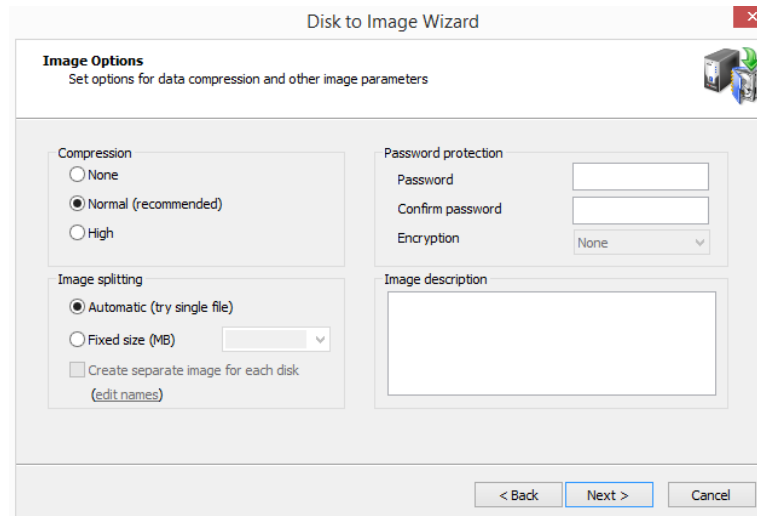 Disk to Image Wizard
Image Options
Set options for data compression and other image parameters
Compression
None
Normal (recommended)
High
Password protection
Password
Confirm password
Encryption
None
Image splitting
Automatic (try single file)
Fixed size (MB)
Create separate image for each disk
(edit names)
Image description
< Back
Next >
Cancel